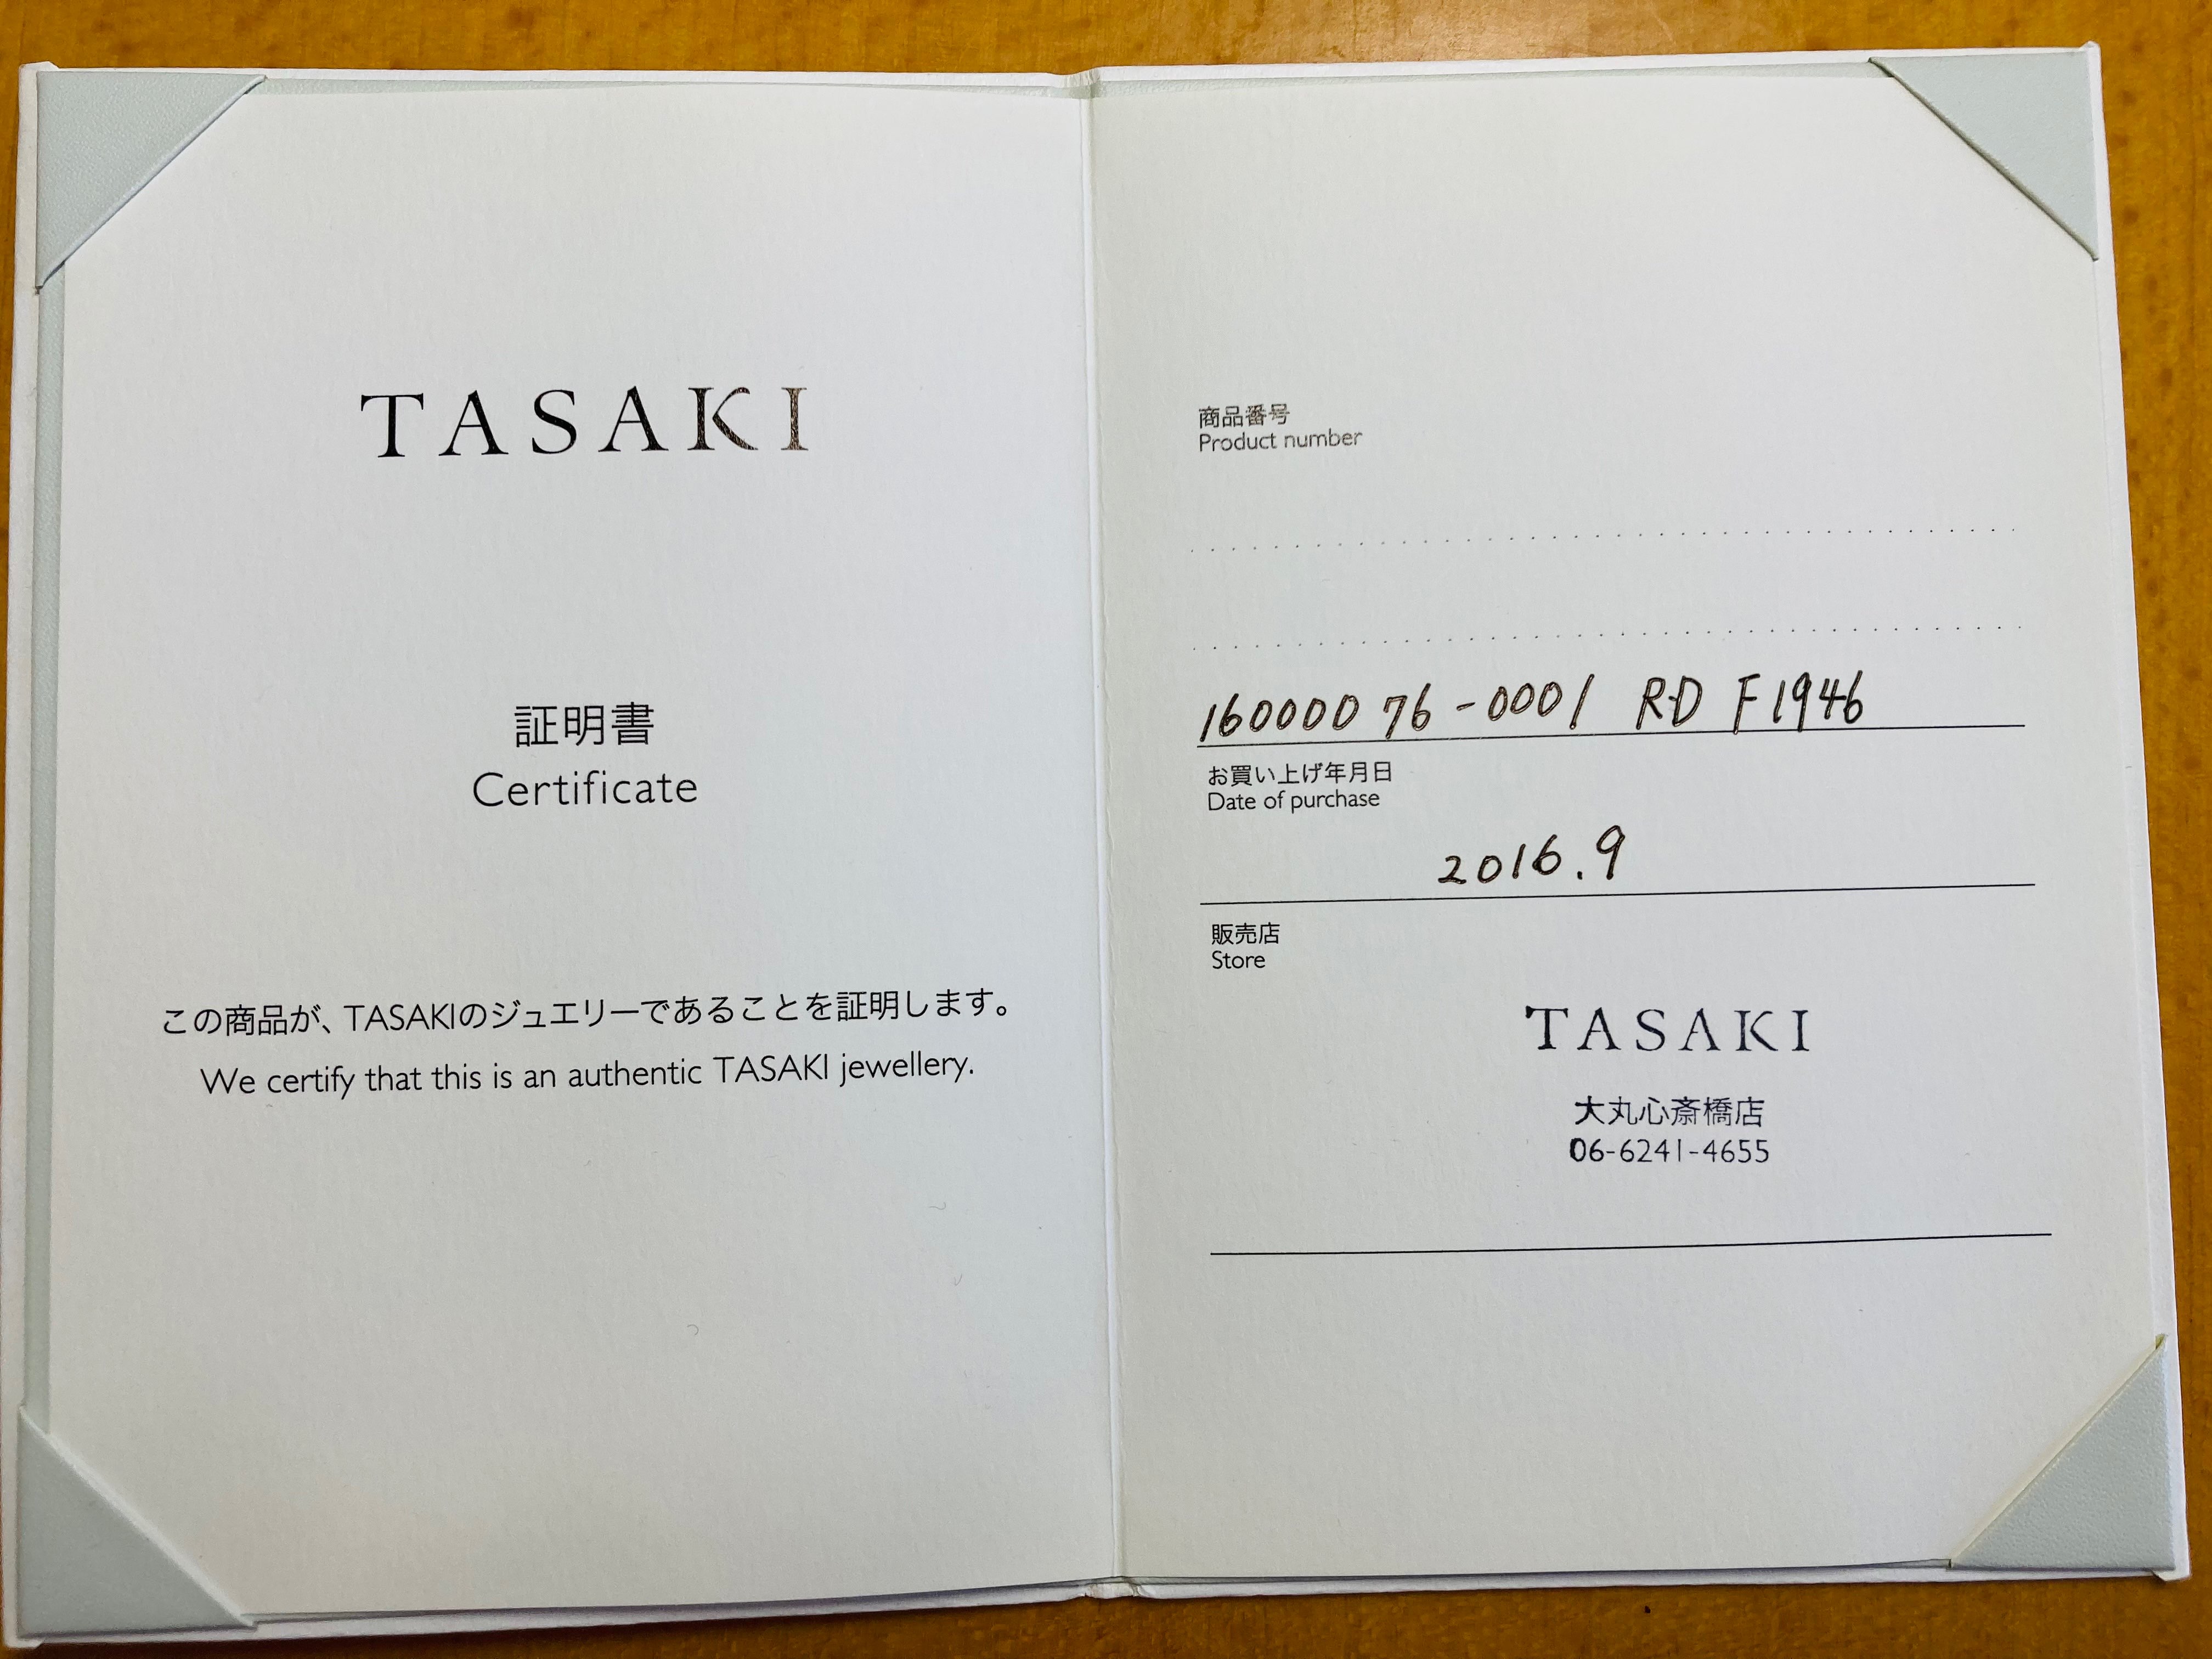 TASAKI
証明書
Certificate
この商品が、TASAKIのジュエリーであることを証明します。
We certify that this is an authentic TASAKI jewellery.
商品番号
Product number
16000076-0001 RD F1946
お買い上げ年月日
Date of purchase
2016.9
販売店
Store
TASAKI
大丸心斎橋店
06-6241-4655